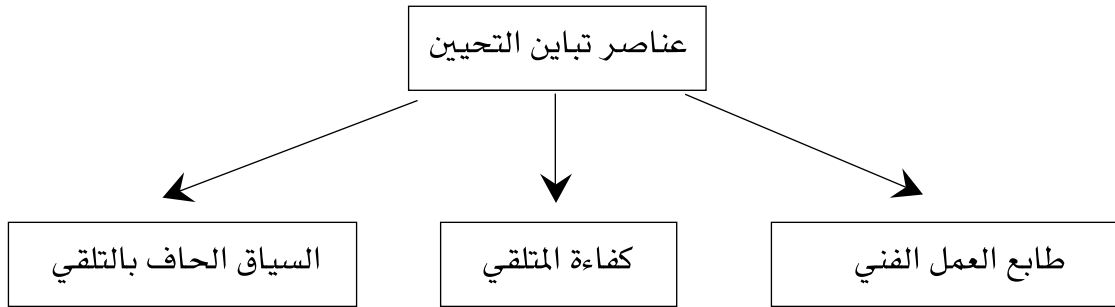 عناصر تباين التحيين
طابع العمل الفني
كفاءة المتلقي
السياق الحاف بالتلقي